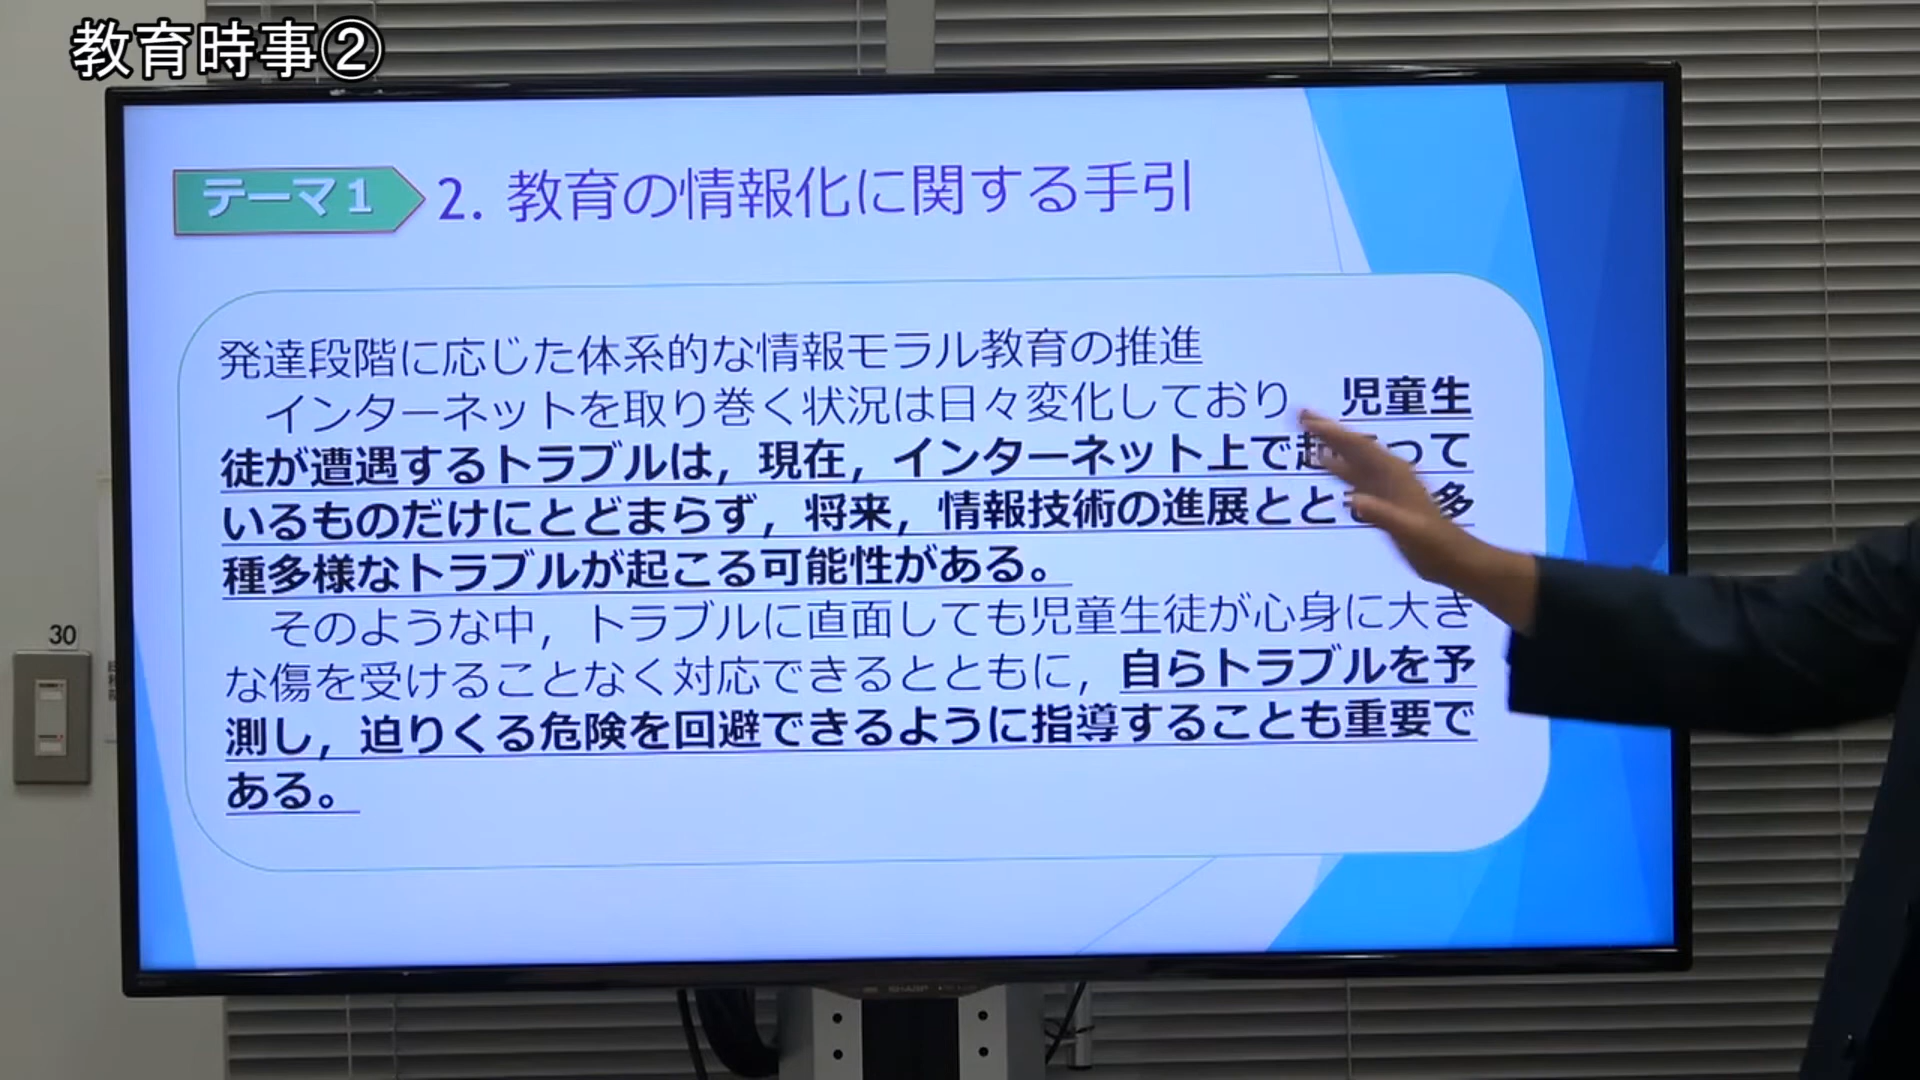 教育時事②
テーマ1
2. 教育の情報化に関する手引
発達段階に応じた体系的な情報モラル教育の推進
インターネットを取り巻く状況は日々変化しており 児童生
徒が遭遇するトラブルは，現在，インターネット上で起 って
いるものだけにとどまらず，将来，情報技術の進展ととも 多
種多様なトラブルが起こる可能性がある。
そのような中，トラブルに直面しても児童生徒が心身に大き
な傷を受けることなく対応できるとともに，自らトラブルを予
測し，迫りくる危険を回避できるように指導することも重要で
ある。
30
SHARP